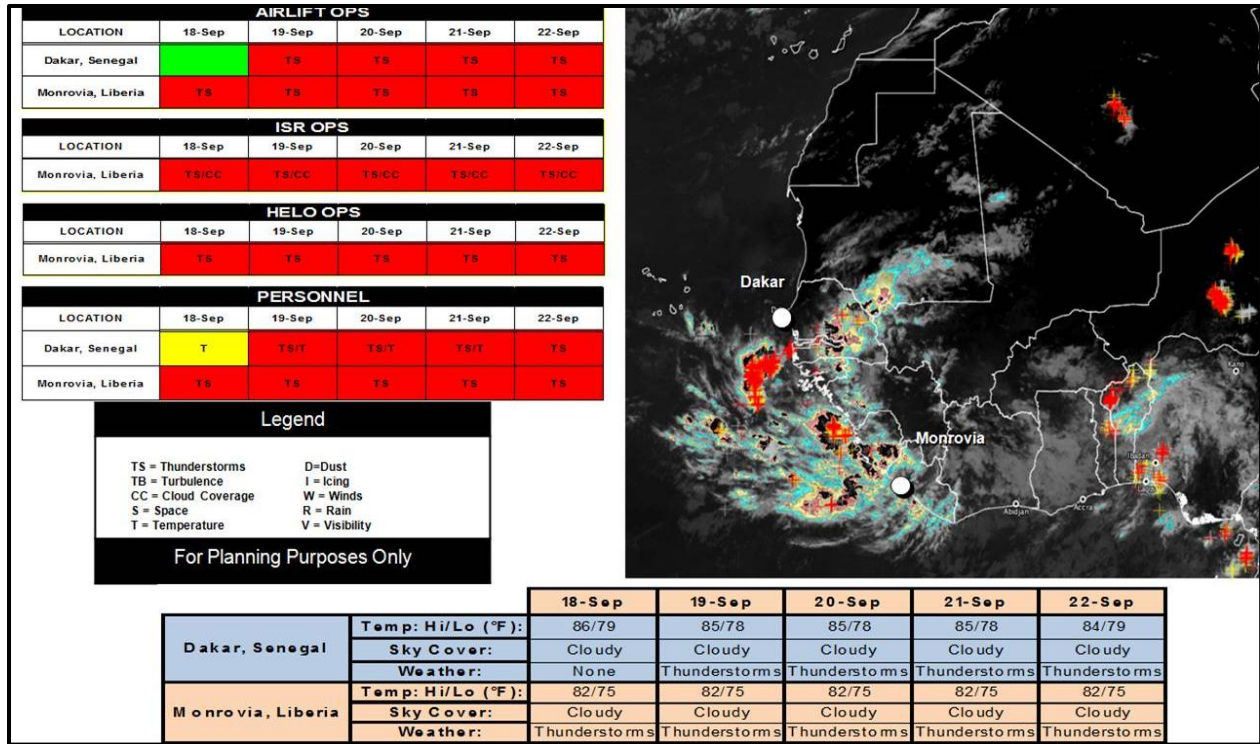 AIRLIFT OPS
LOCATION 18-Sep 19-Sep 20-Sep 21-Sep 22-Sep
Dakar, Senegal TS TS TS TS
Monrovia, Liberia TS TS TS TS TS
ISR OPS
LOCATION 18-Sep 19-Sep 20-Sep 21-Sep 22-Sep
Monrovia, Liberia TS/CC TS/CC TS/CC TS/CC TS/CC
HELO OPS
LOCATION 18-Sep 19-Sep 20-Sep 21-Sep 22-Sep
Monrovia, Liberia TS TS TS TS TS
PERSONNEL
LOCATION 18-Sep 19-Sep 20-Sep 21-Sep 22-Sep
Dakar, Senegal T TS/T TS/T TS/T TS
Monrovia, Liberia TS TS TS TS TS
Legend
TS = Thunderstorms D=Dust
TB = Turbulence I = Icing
CC = Cloud Coverage W = Winds
S = Space R = Rain
T = Temperature V = Visibility
For Planning Purposes Only
Dakar
Monrovia
Kano
Ibadan
Abidjan
Accra
18-Sep 19-Sep 20-Sep 21-Sep 22-Sep
Dakar, Senegal
Temp: Hi/Lo (°F): 86/79 85/78 85/78 85/78 84/79
Sky Cover: Cloudy Cloudy Cloudy Cloudy Cloudy
Weather: None Thunderstorms Thunderstorms Thunderstorms Thunderstorms
Monrovia, Liberia
Temp: Hi/Lo (°F): 82/75 82/75 82/75 82/75 82/75
Sky Cover: Cloudy Cloudy Cloudy Cloudy Cloudy
Weather: Thunderstorms Thunderstorms Thunderstorms Thunderstorms Thunderstorms